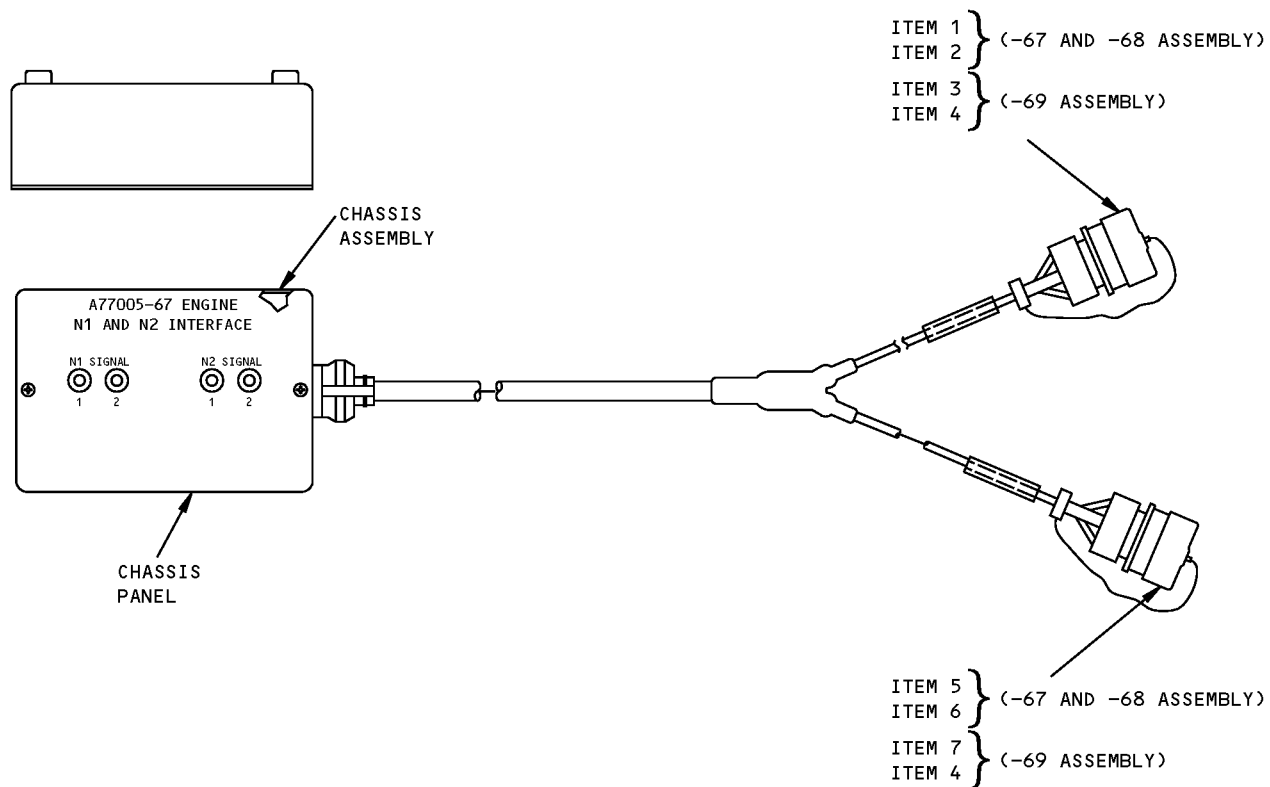 ITEM 1
ITEM 2
(-67 AND -68 ASSEMBLY)
ITEM 3
ITEM 4
(-69 ASSEMBLY)
CHASSIS
ASSEMBLY
A77005-67 ENGINE
N1 AND N2 INTERFACE
N1 SIGNAL
N2 SIGNAL
1 2
1 2
CHASSIS
PANEL
ITEM 5
ITEM 6
(-67 AND -68 ASSEMBLY)
ITEM 7
ITEM 4
(-69 ASSEMBLY)